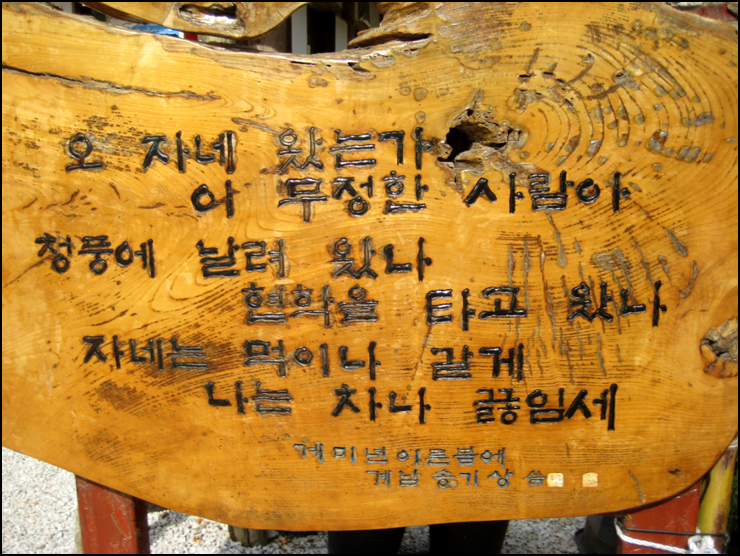 오 자네 왔는가
아 무정한 사람아
청풍에 날려 왔나
현학을 타고 왔나
자네는 먹이나 갈게
나는 차나 끓임세
계미년 이른봄에
계남 송기상 씀